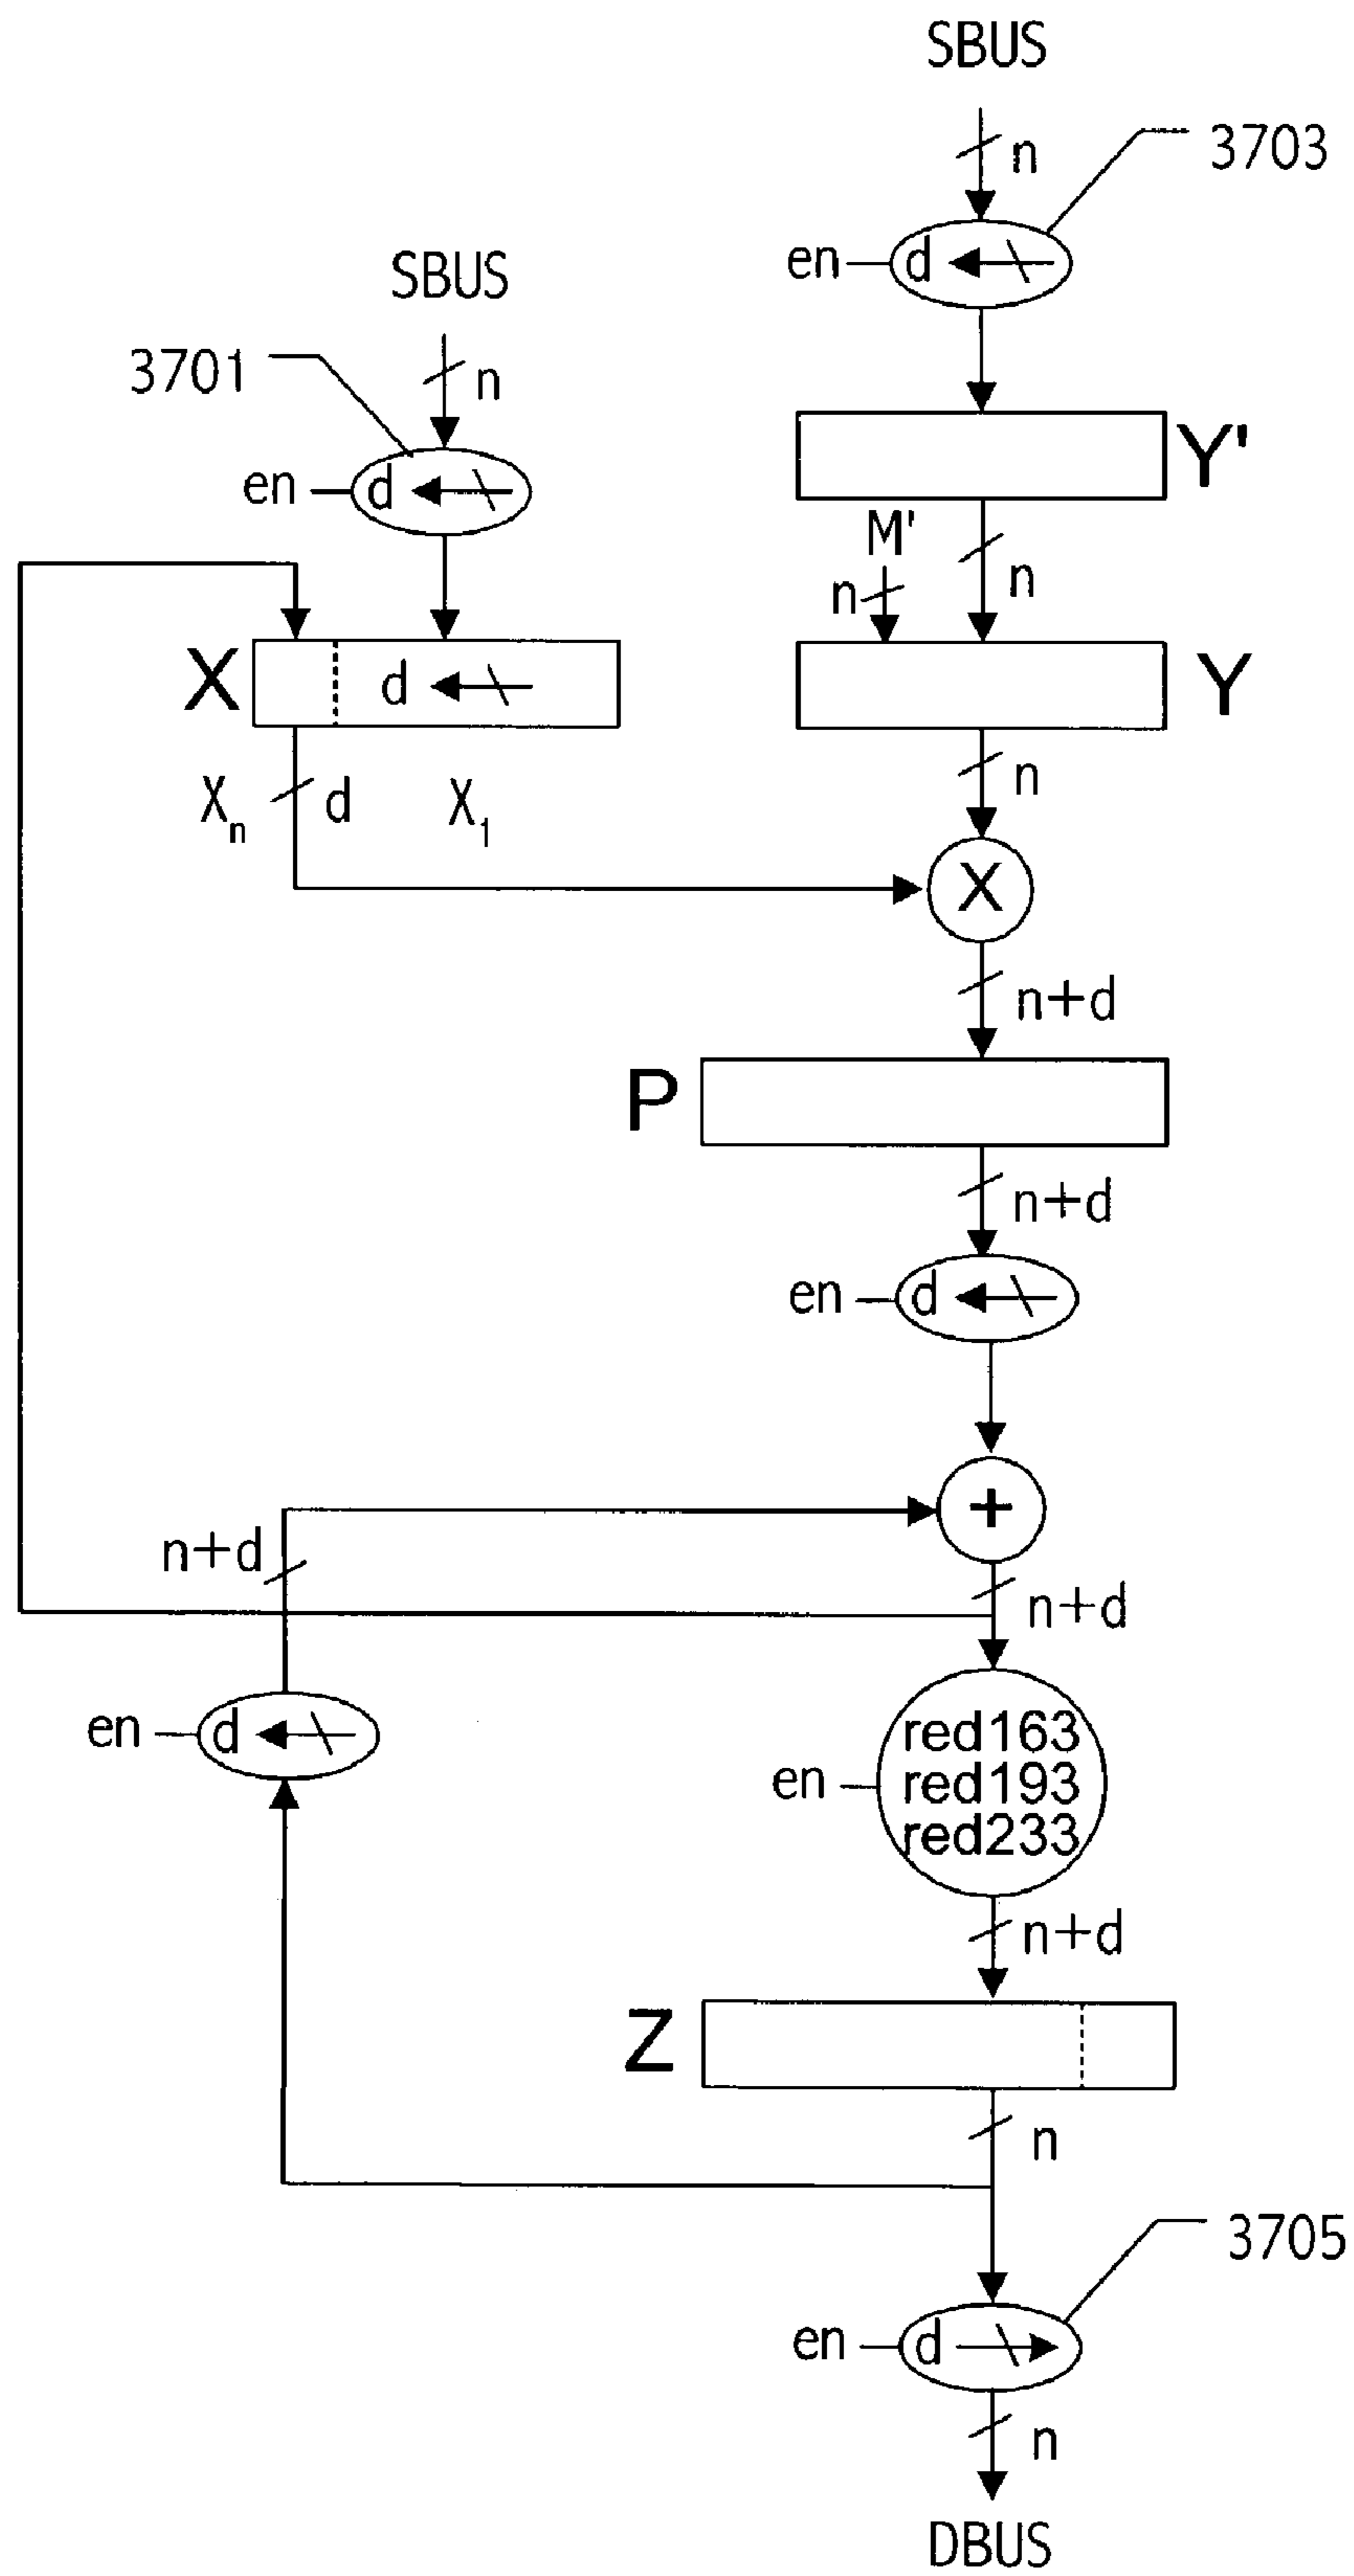 SBUS
n
3703
en
d
SBUS
3701
n
en
d
Y'
M'
n
n
X
d
Y
Xn
d
X1
n
X
n+d
P
n+d
en
d
+
n+d
n+d
en
d
red163
en
red193
red233
n+d
Z
n
3705
en
d
n
DBUS